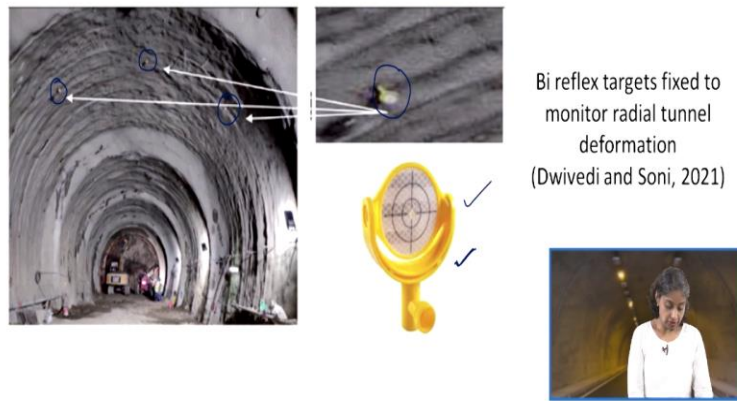 Bi reflex targets fixed to
monitor radial tunnel
deformation
(Dwivedi and Soni, 2021)